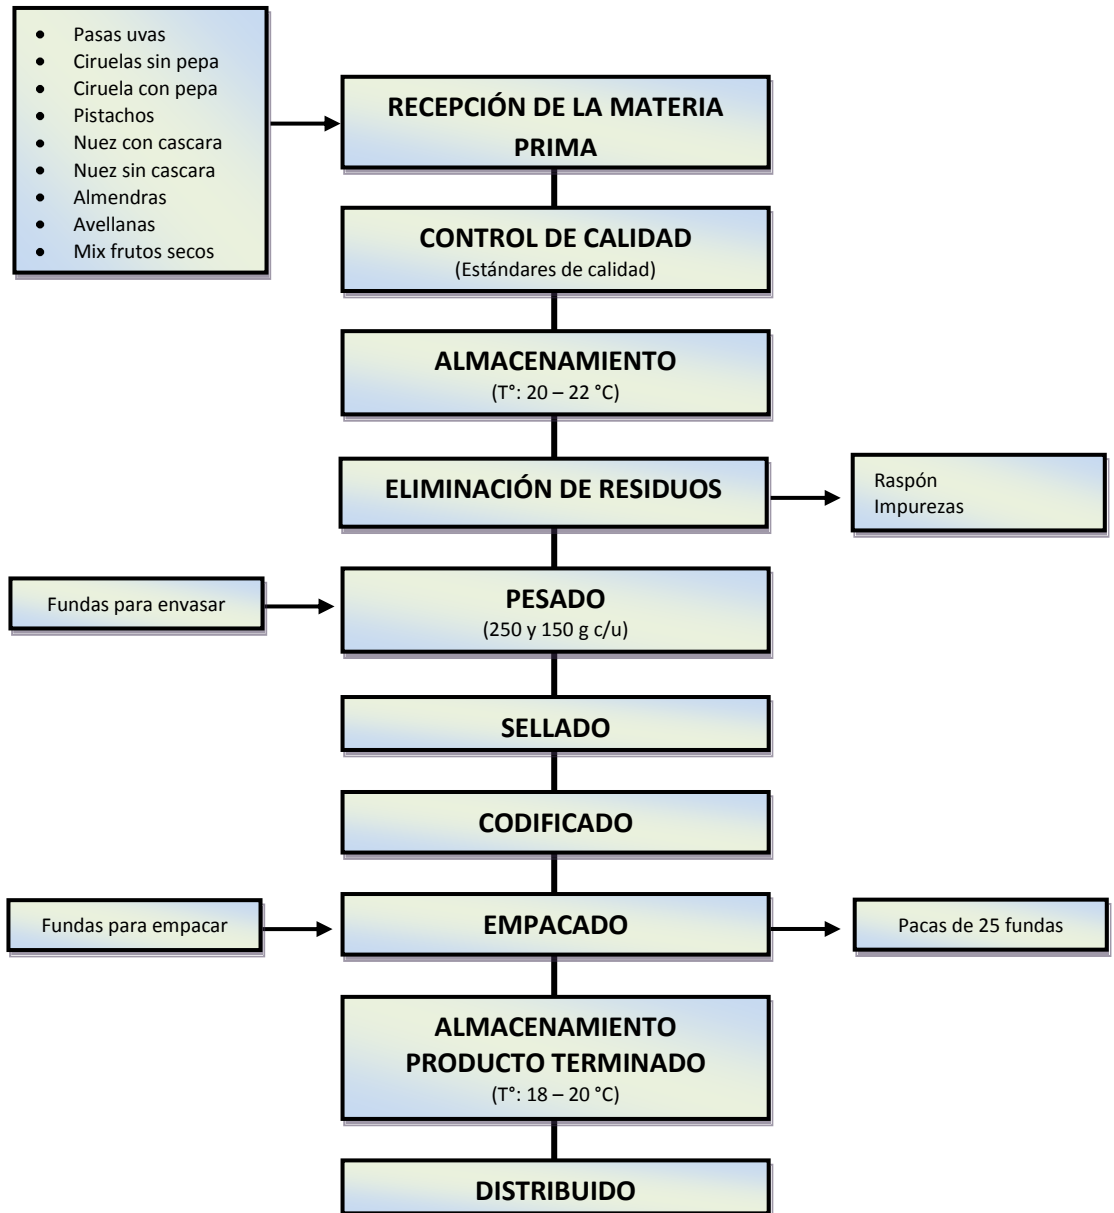 • Pasas uvas
• Ciruelas sin pepa
• Ciruela con pepa
• Pistachos
• Nuez con cascara
• Nuez sin cascara
• Almendras
• Avellanas
• Mix frutos secos
RECEPCIÓN DE LA MATERIA
PRIMA
CONTROL DE CALIDAD
(Estándares de calidad)
ALMACENAMIENTO
(T°: 20 – 22 °C)
ELIMINACIÓN DE RESIDUOS
Raspón
Impurezas
Fundas para envasar
PESADO
(250 y 150 g c/u)
SELLADO
CODIFICADO
Fundas para empacar
EMPACADO
Pacas de 25 fundas
ALMACENAMIENTO
PRODUCTO TERMINADO
(T°: 18 – 20 °C)
DISTRIBUIDO